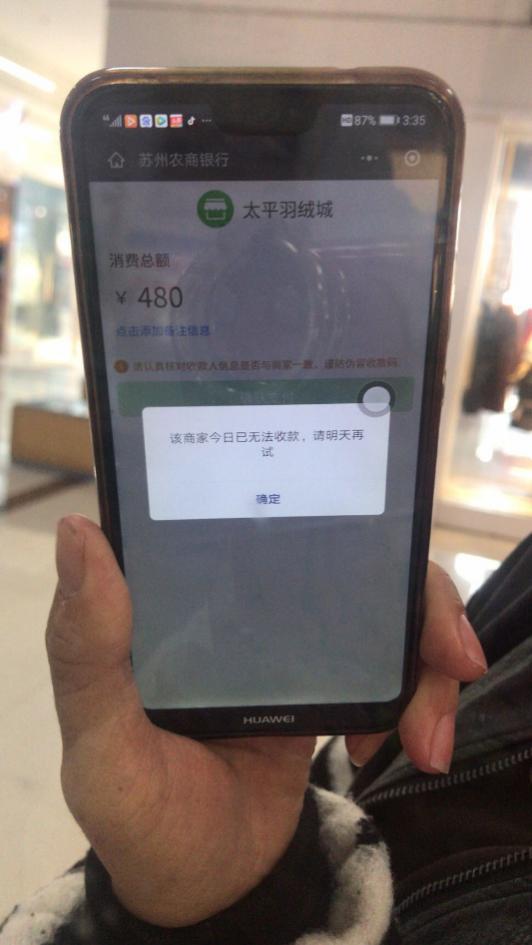 87% 3:35
苏州农商银行
太平羽绒城
消费总额
¥ 480
点击添加备注信息
请认真核对收款人信息是否与商家一致，谨防伪冒收款码.
该商家今日已无法收款，请明天再
试
确定
HUAWEI